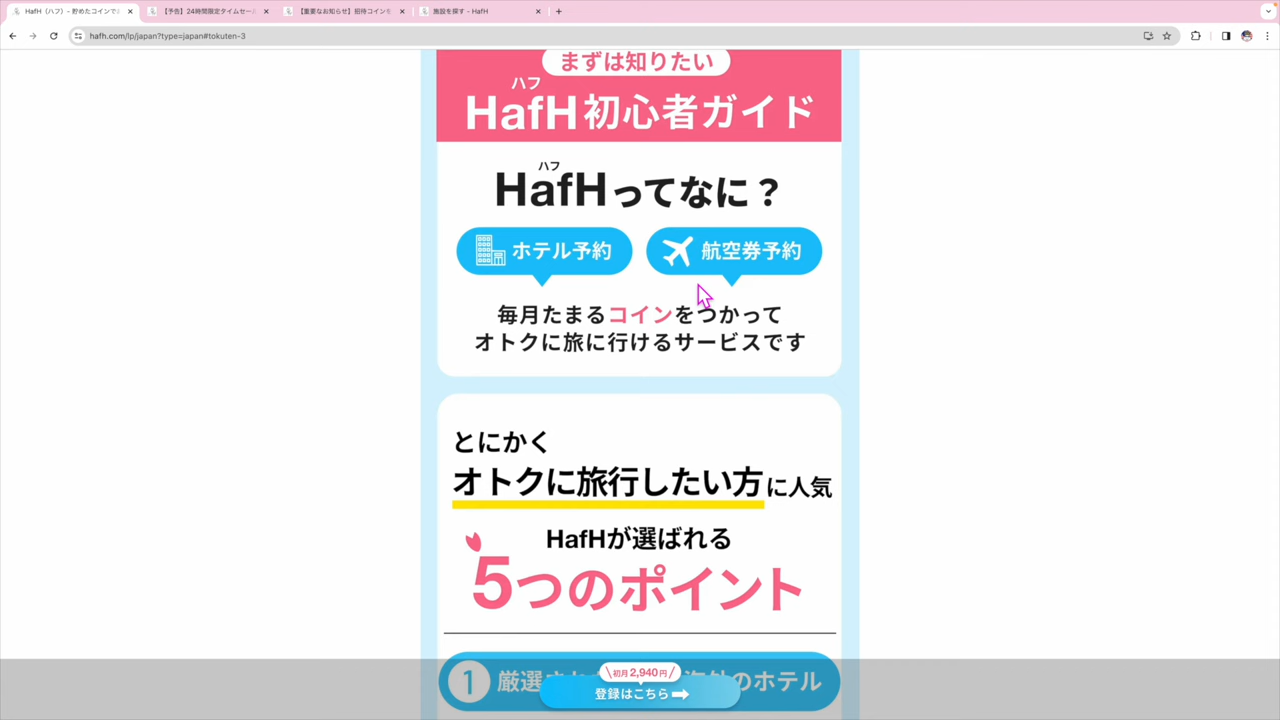 HafH（ハフ）- 貯めたコインで
【予告】24時間限定タイムセー
【重要なお知らせ】招待コインを
施設を探す - HafH
hafh.com/lp/japan?type=japan#tokuten-3
まずは知りたい
ハフ
HafH初心者ガイド
ハフ
HafHってなに？
ホテル予約
航空券予約
毎月たまるコインをつかって
オトクに旅に行けるサービスです
とにかく
オトクに旅行したい方に人気
HafHが選ばれる
5つのポイント
1 厳選 のホテル
初月2,940円
登録はこちら